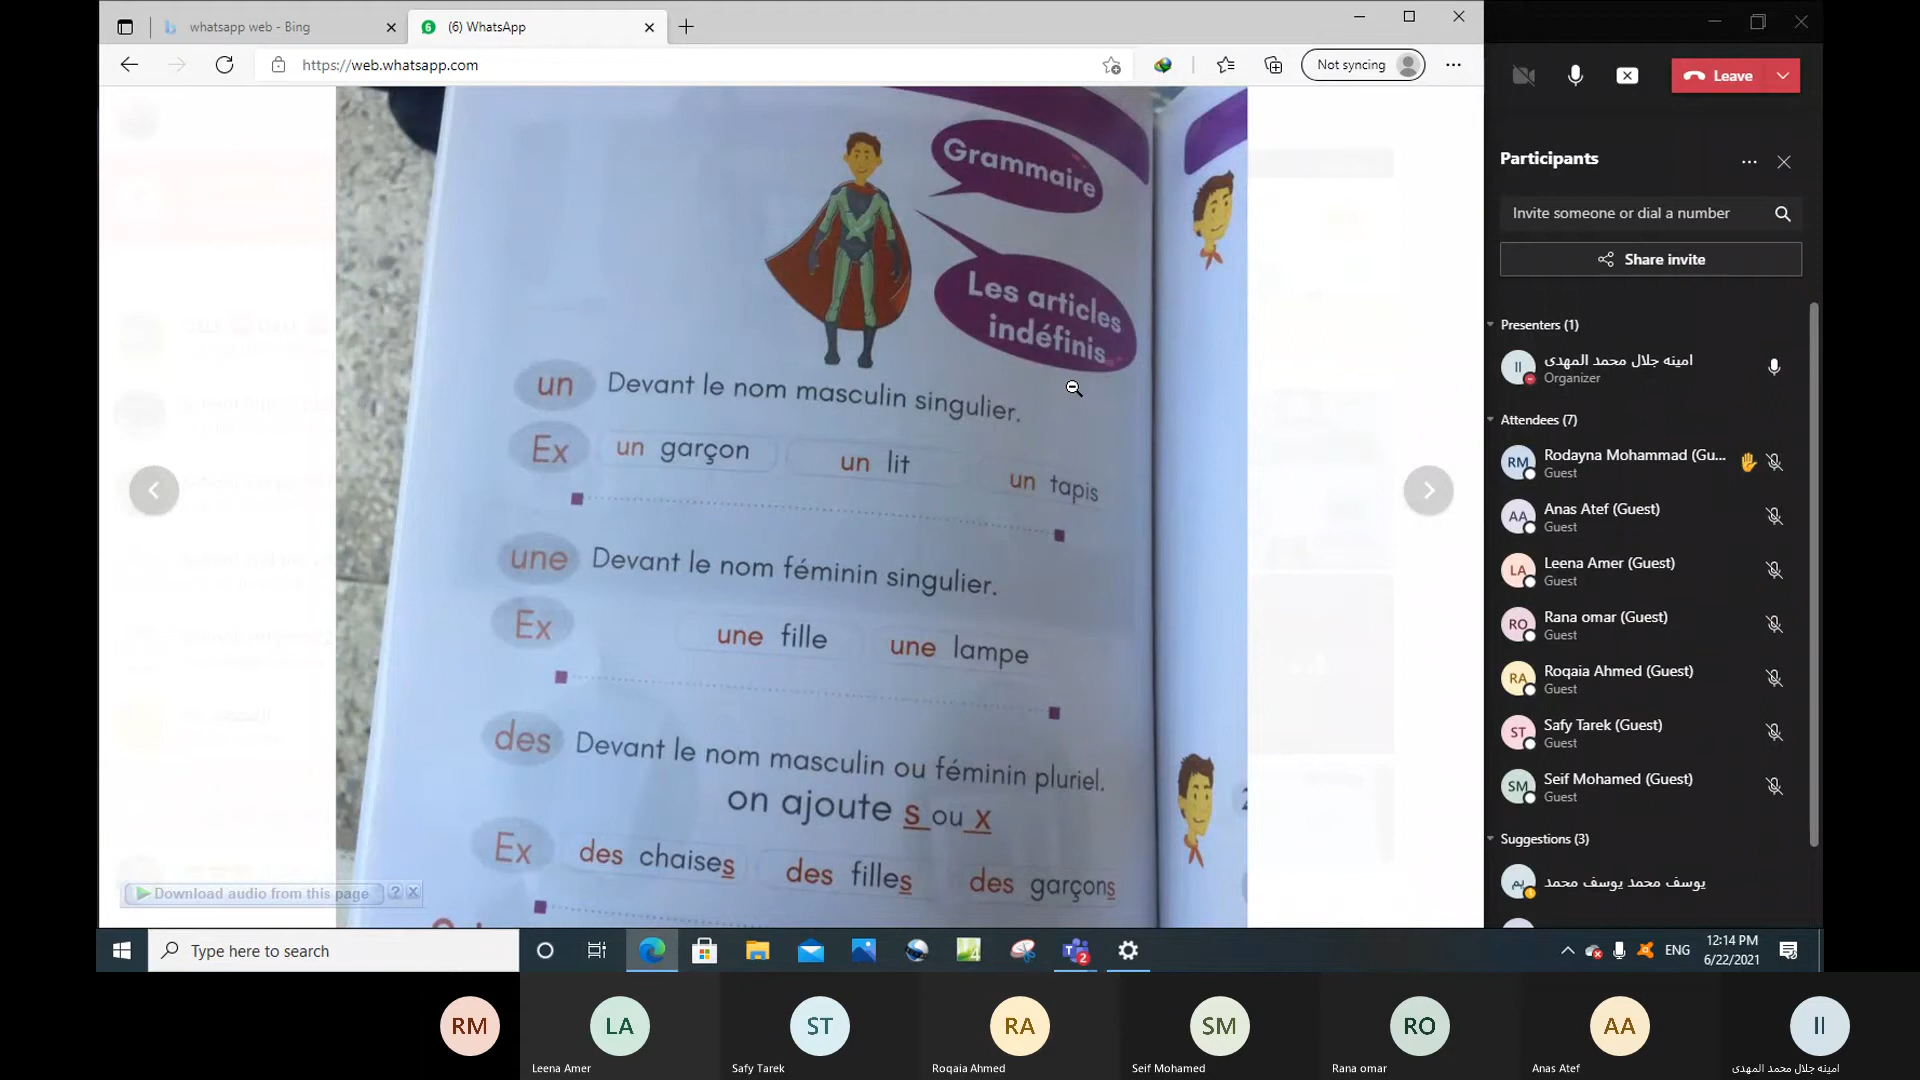 whatsapp web - Bing
(6) WhatsApp
https://web.whatsapp.com
Not syncing
Leave
Grammaire
Les articles
indéfinis
un Devant le nom masculin singulier.
Ex un garçon un lit un tapis
une Devant le nom féminin singulier.
Ex une fille une lampe
des Devant le nom masculin ou féminin pluriel.
on ajoute s ou x
Ex des chaises des filles des garçons
Download audio from this page
Participants
Invite someone or dial a number
Share invite
Presenters (1)
امينه جلال محمد المهدى
Organizer
Attendees (7)
RM Rodayna Mohammad (Gu...
Guest
AA Anas Atef (Guest)
Guest
LA Leena Amer (Guest)
Guest
RO Rana omar (Guest)
Guest
RA Roqaia Ahmed (Guest)
Guest
ST Safy Tarek (Guest)
Guest
SM Seif Mohamed (Guest)
Guest
Suggestions (3)
يوسف محمد يوسف محمد
Type here to search
ENG
12:14 PM
6/22/2021
RM LA ST RA SM RO AA II
Leena Amer Safy Tarek Roqaia Ahmed Seif Mohamed Rana omar Anas Atef امينه جلال محمد المهدى